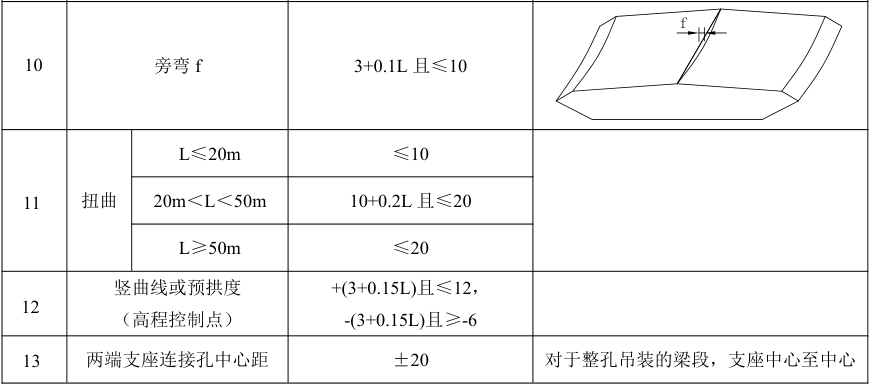 10 旁弯 f 3+0.1L 且≤10 f
11 扭曲 L≤20m ≤10
20m＜L＜50m 10+0.2L 且≤20
L≥50m ≤20
12 竖曲线或预拱度 +(3+0.15L)且≤12，
（高程控制点） -(3+0.15L)且≥-6
13 两端支座连接孔中心距 ±20 对于整孔吊装的梁段，支座中心至中心